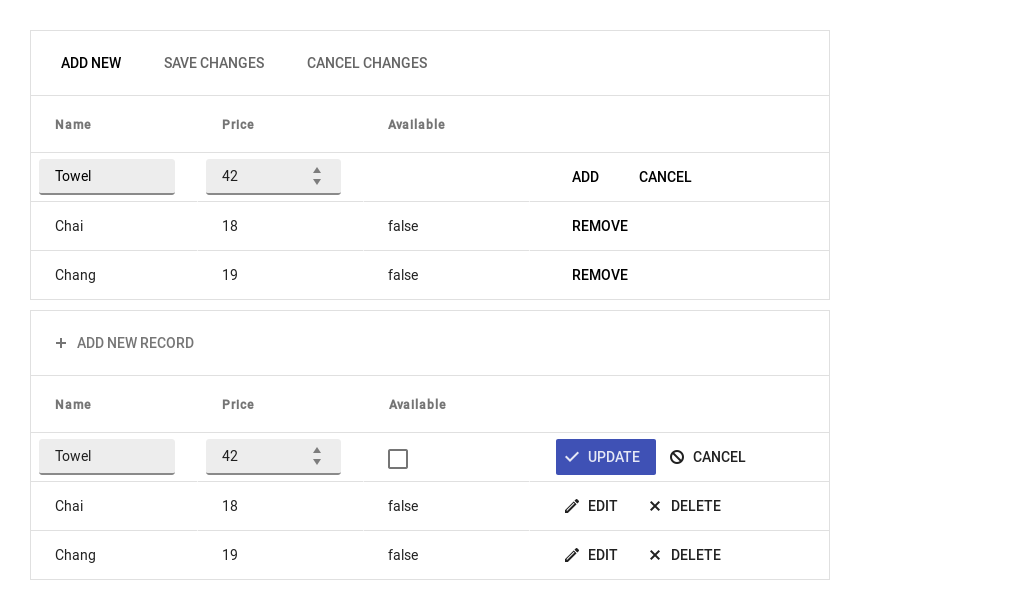 ADD NEW SAVE CHANGES CANCEL CHANGES
Name Price Available
Towel 42 ADD CANCEL
Chai 18 false REMOVE
Chang 19 false REMOVE
ADD NEW RECORD
Name Price Available
Towel 42 UPDATE CANCEL
Chai 18 false EDIT DELETE
Chang 19 false EDIT DELETE